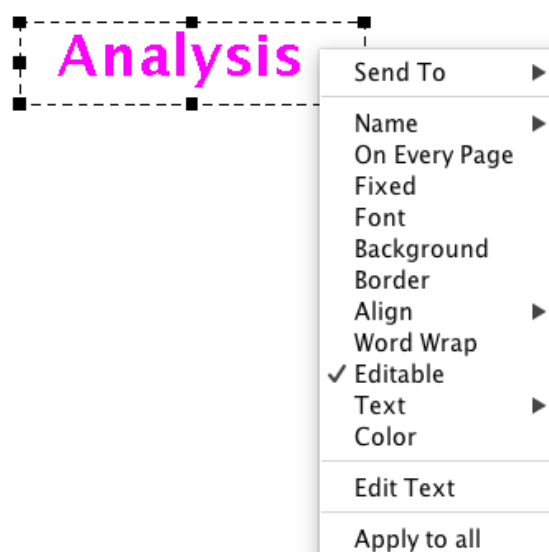 Analysis
Send To
Name
On Every Page
Fixed
Font
Background
Border
Align
Word Wrap
Editable
Text
Color
Edit Text
Apply to all